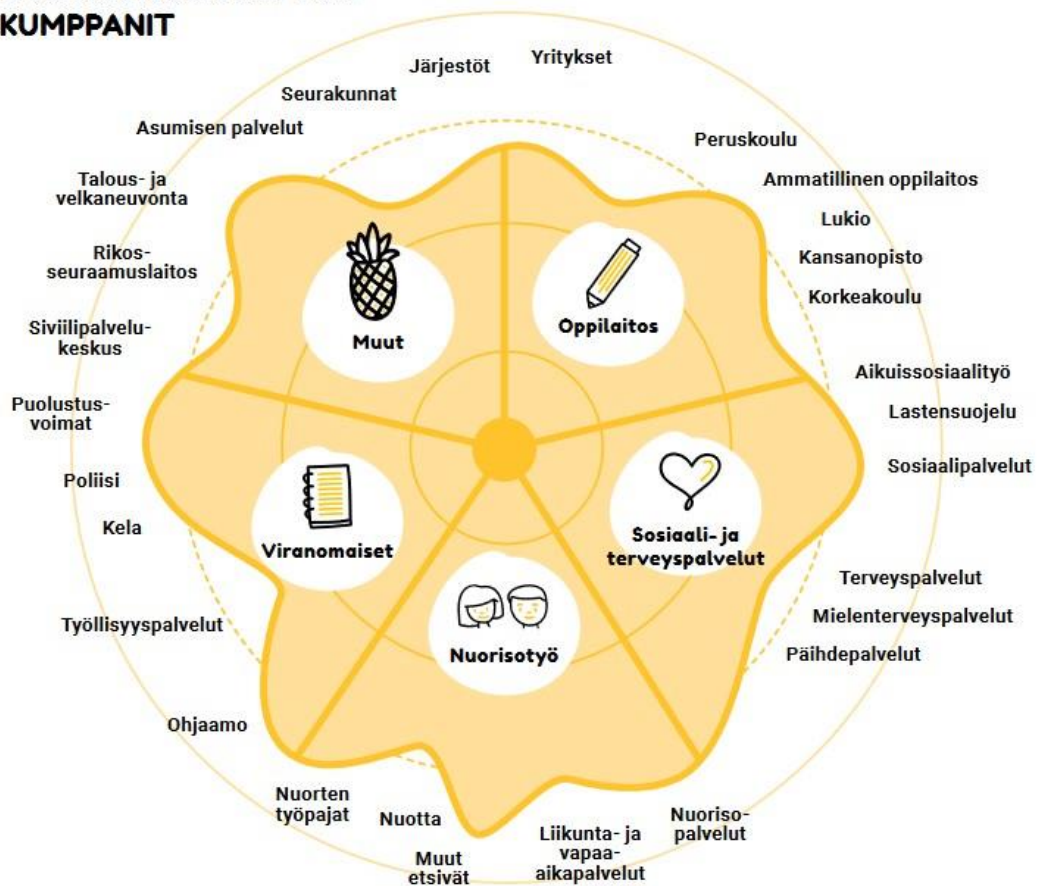 KUMPPANIT
Järjestöt
Yritykset
Seurakunnat
Asumisen palvelut
Peruskoulu
Talous- ja
velkaneuvonta
Ammatillinen oppilaitos
Lukio
Rikos-
seuraamuslaitos
Kansanopisto
Korkeakoulu
Muut
Oppilaitos
Siviilipalvelu-
keskus
Aikuissosiaalityö
Puolustus-
voimat
Lastensuojelu
Sosiaalipalvelut
Poliisi
Kela
Viranomaiset
Sosiaali- ja
terveyspalvelut
Terveyspalvelut
Mielenterveyspalvelut
Työllisyyspalvelut
Päihdepalvelut
Nuorisotyö
Ohjaamo
Nuorten
työpajat
Nuotta
Muut
etsivät
Liikunta- ja
vapaa-
aikapalvelut
Nuoriso-
palvelut